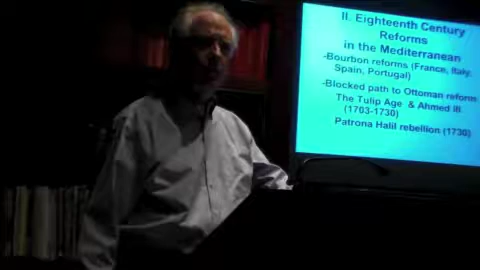 II. Eighteenth Century
Reforms
in the Mediterranean
-Bourbon reforms (France, Italy,
Spain, Portugal)
-Blocked path to Ottoman reform
The Tulip Age & Ahmed III.
(1703-1730)
Patrona Halil rebellion (1730)